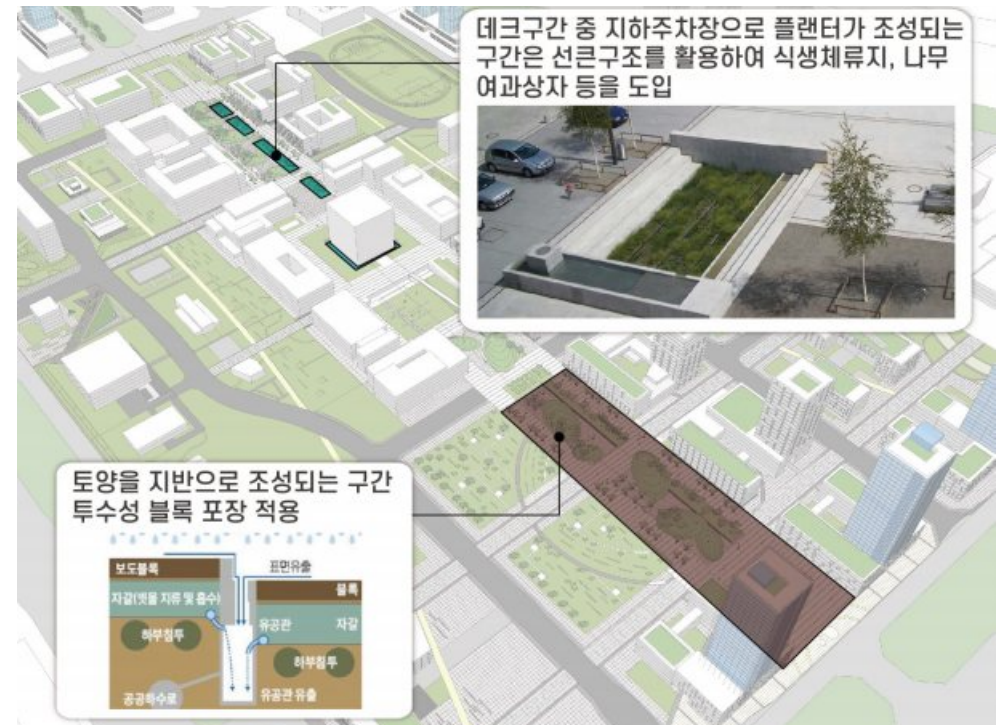 데크구간 중 지하주차장으로 플랜터가 조성되는
구간은 선큰구조를 활용하여 식생체류지, 나무
여과상자 등을 도입
토양을 지반으로 조성되는 구간
투수성 블록 포장 적용
보도블록
표면유출
블록
자갈(빗물 지류 및 흡수)
유공관
자갈
하부침투
하부침투
공공하수로
유공관 유출